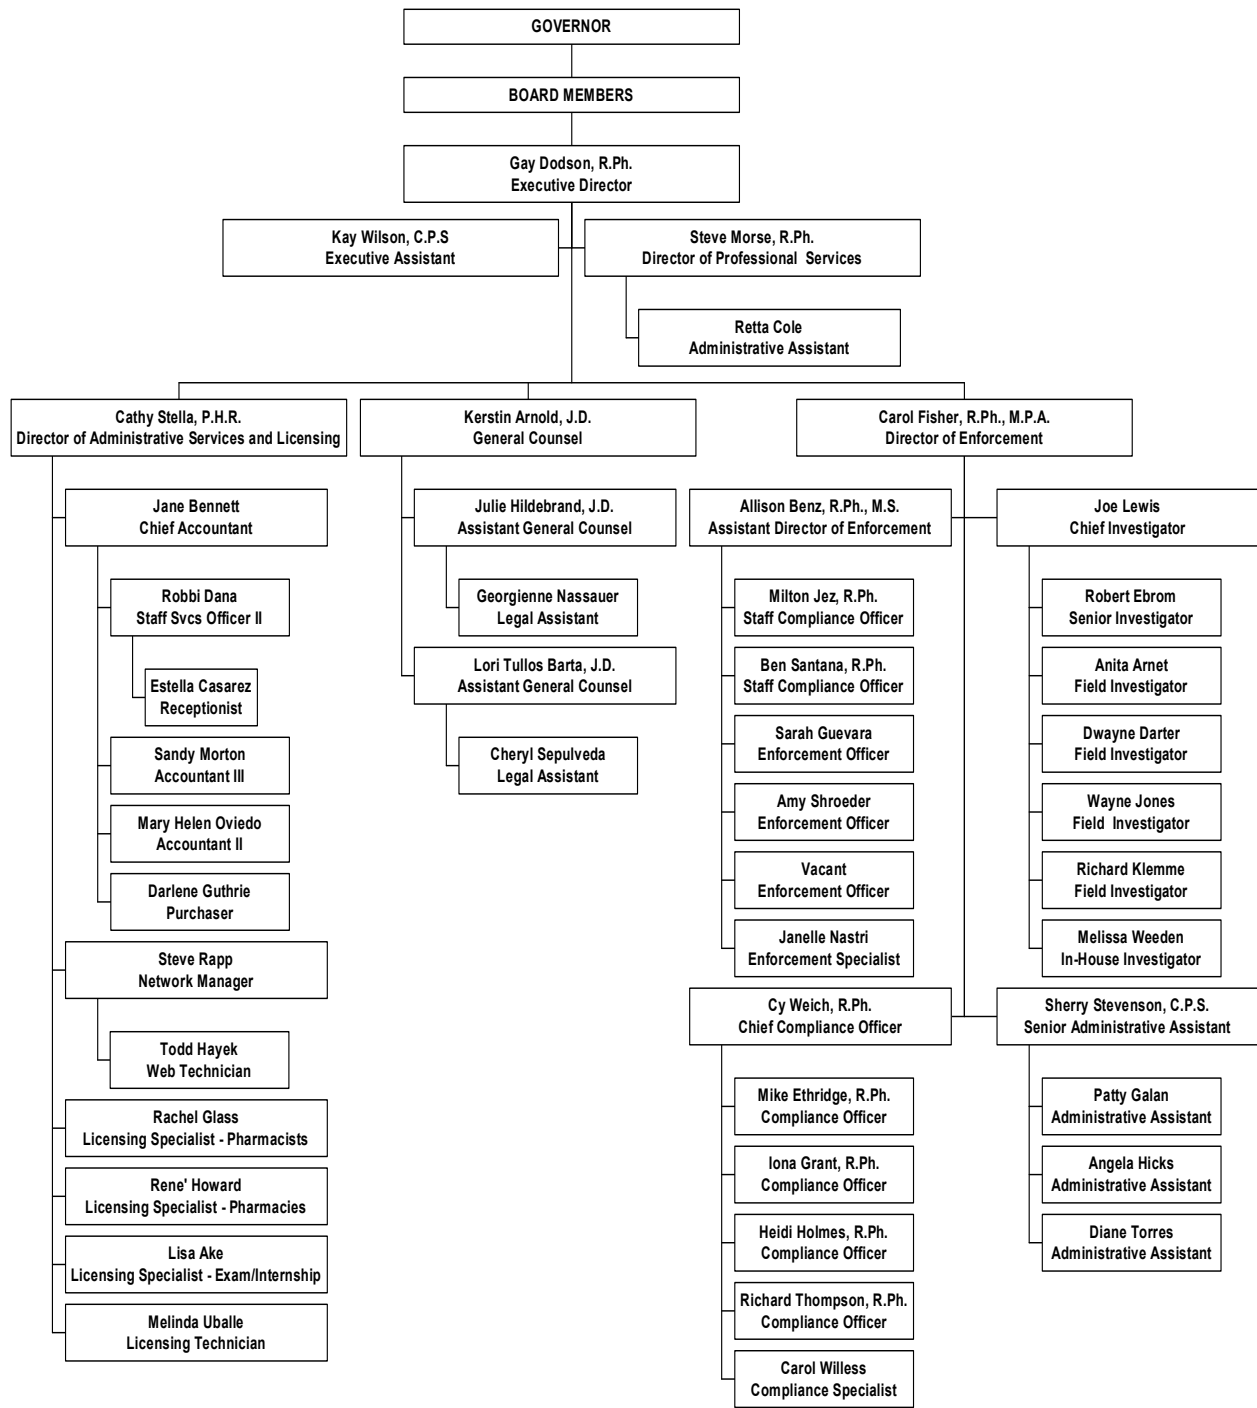 GOVERNOR
BOARD MEMBERS
Gay Dodson, R.Ph.
Executive Director
Kay Wilson, C.P.S
Executive Assistant
Steve Morse, R.Ph.
Director of Professional Services
Retta Cole
Administrative Assistant
Cathy Stella, P.H.R.
Director of Administrative Services and Licensing
Jane Bennett
Chief Accountant
Robbi Dana
Staff Svcs Officer II
Estella Casarez
Receptionist
Sandy Morton
Accountant III
Mary Helen Oviedo
Accountant II
Darlene Guthrie
Purchaser
Steve Rapp
Network Manager
Todd Hayek
Web Technician
Rachel Glass
Licensing Specialist - Pharmacists
Rene' Howard
Licensing Specialist - Pharmacies
Lisa Ake
Licensing Specialist - Exam/Internship
Melinda Uballe
Licensing Technician
Kerstin Arnold, J.D.
General Counsel
Julie Hildebrand, J.D.
Assistant General Counsel
Georgienne Nassauer
Legal Assistant
Lori Tullos Barta, J.D.
Assistant General Counsel
Cheryl Sepulveda
Legal Assistant
Carol Fisher, R.Ph., M.P.A.
Director of Enforcement
Allison Benz, R.Ph., M.S.
Assistant Director of Enforcement
Milton Jez, R.Ph.
Staff Compliance Officer
Ben Santana, R.Ph.
Staff Compliance Officer
Sarah Guevara
Enforcement Officer
Amy Shroeder
Enforcement Officer
Vacant
Enforcement Officer
Janelle Nastri
Enforcement Specialist
Joe Lewis
Chief Investigator
Robert Ebrom
Senior Investigator
Anita Arnet
Field Investigator
Dwayne Darter
Field Investigator
Wayne Jones
Field Investigator
Richard Klemme
Field Investigator
Melissa Weeden
In-House Investigator
Cy Weich, R.Ph.
Chief Compliance Officer
Mike Ethridge, R.Ph.
Compliance Officer
Iona Grant, R.Ph.
Compliance Officer
Heidi Holmes, R.Ph.
Compliance Officer
Richard Thompson, R.Ph.
Compliance Officer
Carol Willess
Compliance Specialist
Sherry Stevenson, C.P.S.
Senior Administrative Assistant
Patty Galan
Administrative Assistant
Angela Hicks
Administrative Assistant
Diane Torres
Administrative Assistant